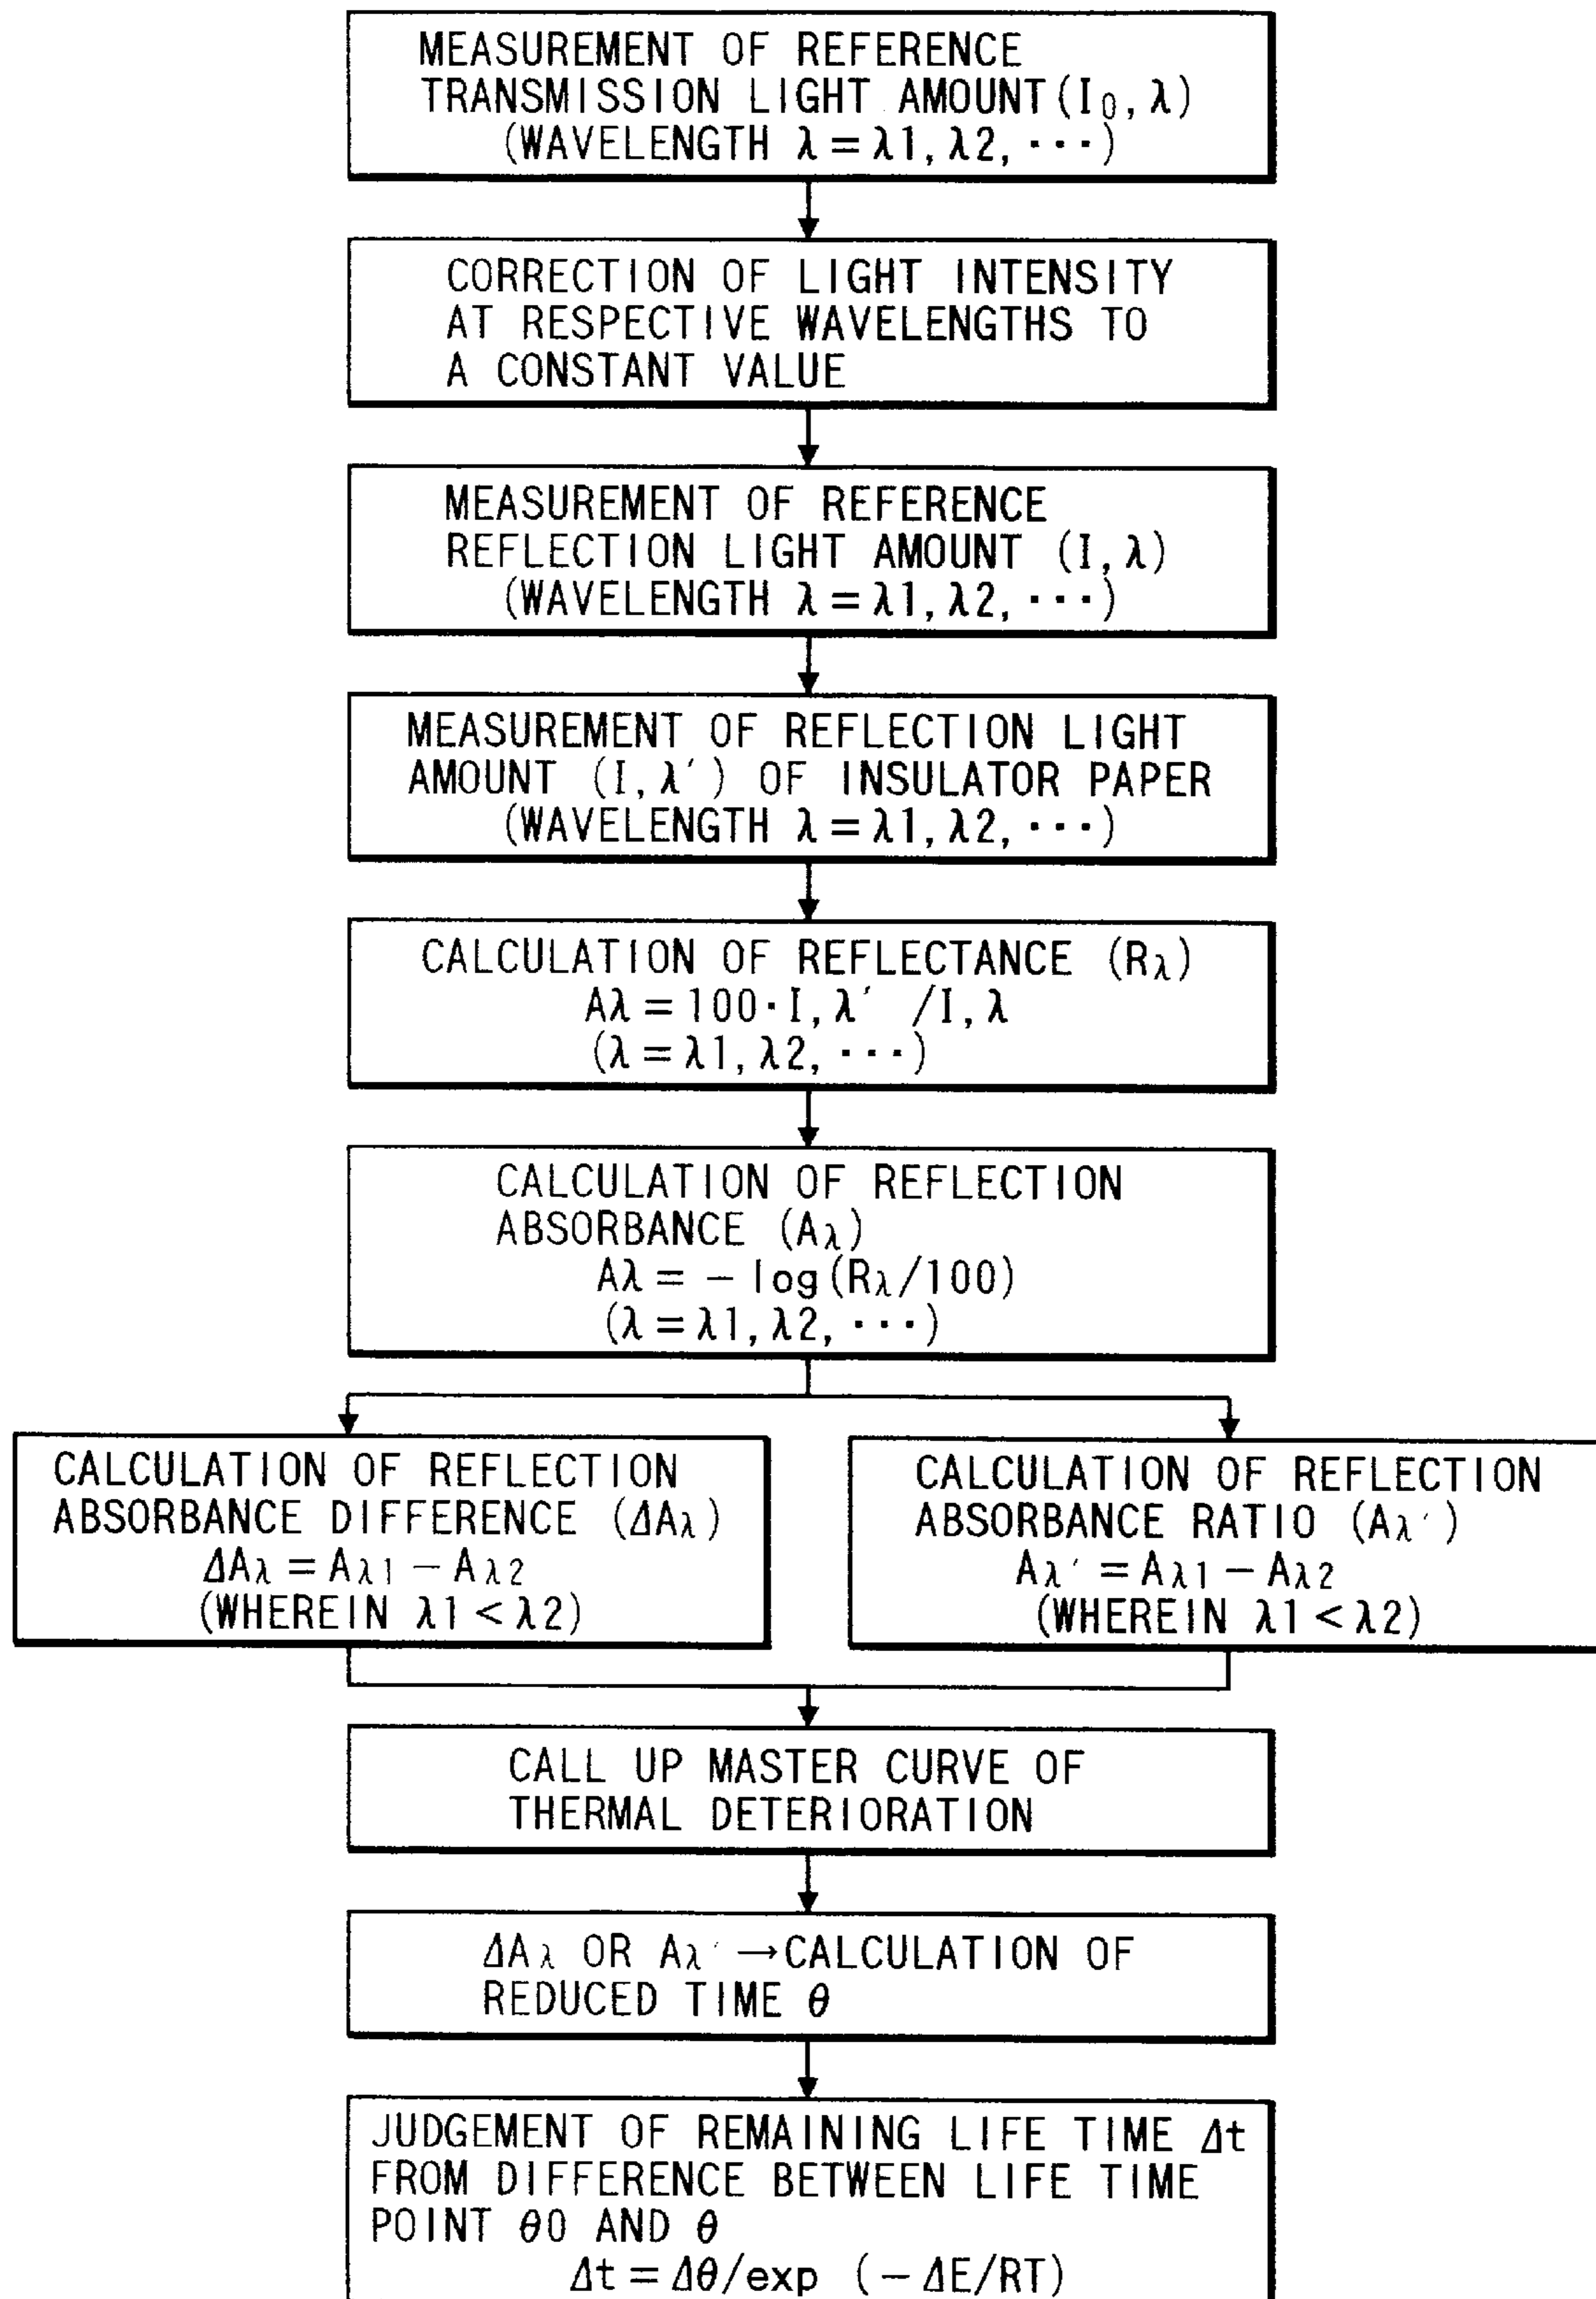 MEASUREMENT OF REFERENCE
TRANSMISSION LIGHT AMOUNT(I₀, λ)
(WAVELENGTH λ=λ1, λ2, ···)
CORRECTION OF LIGHT INTENSITY
AT RESPECTIVE WAVELENGTHS TO
A CONSTANT VALUE
MEASUREMENT OF REFERENCE
REFLECTION LIGHT AMOUNT (I, λ)
(WAVELENGTH λ=λ1, λ2, ···)
MEASUREMENT OF REFLECTION LIGHT
AMOUNT (I, λ′) OF INSULATOR PAPER
(WAVELENGTH λ=λ1, λ2, ···)
CALCULATION OF REFLECTANCE (Rλ)
Aλ=100·I, λ′ /I, λ
(λ=λ1, λ2, ···)
CALCULATION OF REFLECTION
ABSORBANCE (Aλ)
Aλ=−log(Rλ/100)
(λ=λ1, λ2, ···)
CALCULATION OF REFLECTION
ABSORBANCE DIFFERENCE (ΔAλ)
ΔAλ=Aλ1−Aλ2
(WHEREIN λ1<λ2)
CALCULATION OF REFLECTION
ABSORBANCE RATIO (Aλ′)
Aλ′=Aλ1−Aλ2
(WHEREIN λ1<λ2)
CALL UP MASTER CURVE OF
THERMAL DETERIORATION
ΔAλ OR Aλ′→CALCULATION OF
REDUCED TIME θ
JUDGEMENT OF REMAINING LIFE TIME Δt
FROM DIFFERENCE BETWEEN LIFE TIME
POINT θ0 AND θ
Δt=Δθ/exp (−ΔE/RT)